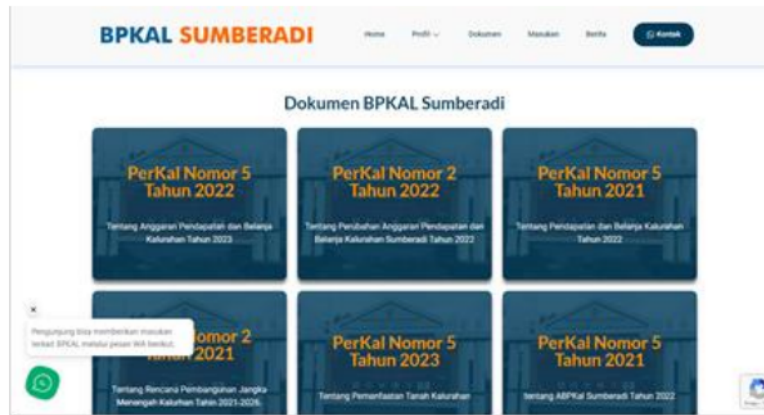 BPKAL SUMBERADI
Home Profil Dokumen Masukan Berita Kontak
Dokumen BPKAL Sumberadi
PerKal Nomor 5
Tahun 2022
Tentang Anggaran Pendapatan dan Belanja
Kalurahan Tahun 2023
PerKal Nomor 2
Tahun 2022
Tentang Perubahan Anggaran Pendapatan dan
Belanja Kalurahan Sumberadi Tahun 2022
PerKal Nomor 5
Tahun 2021
Tentang Pendapatan dan Belanja Kalurahan
Tahun 2022
Pengunjung bisa memberikan masukan
terkait BPKAL melalui pesan WA berikut.
omor 2
2021
Tentang Rencana Pembangunan Jangka
Menengah Kalurhan Tahin 2021-2026
PerKal Nomor 5
Tahun 2023
Tentang Pemanfaatan Tanah Kalurahan
PerKal Nomor 5
Tahun 2021
tentang ABPKal Sumberadi Tahun 2022